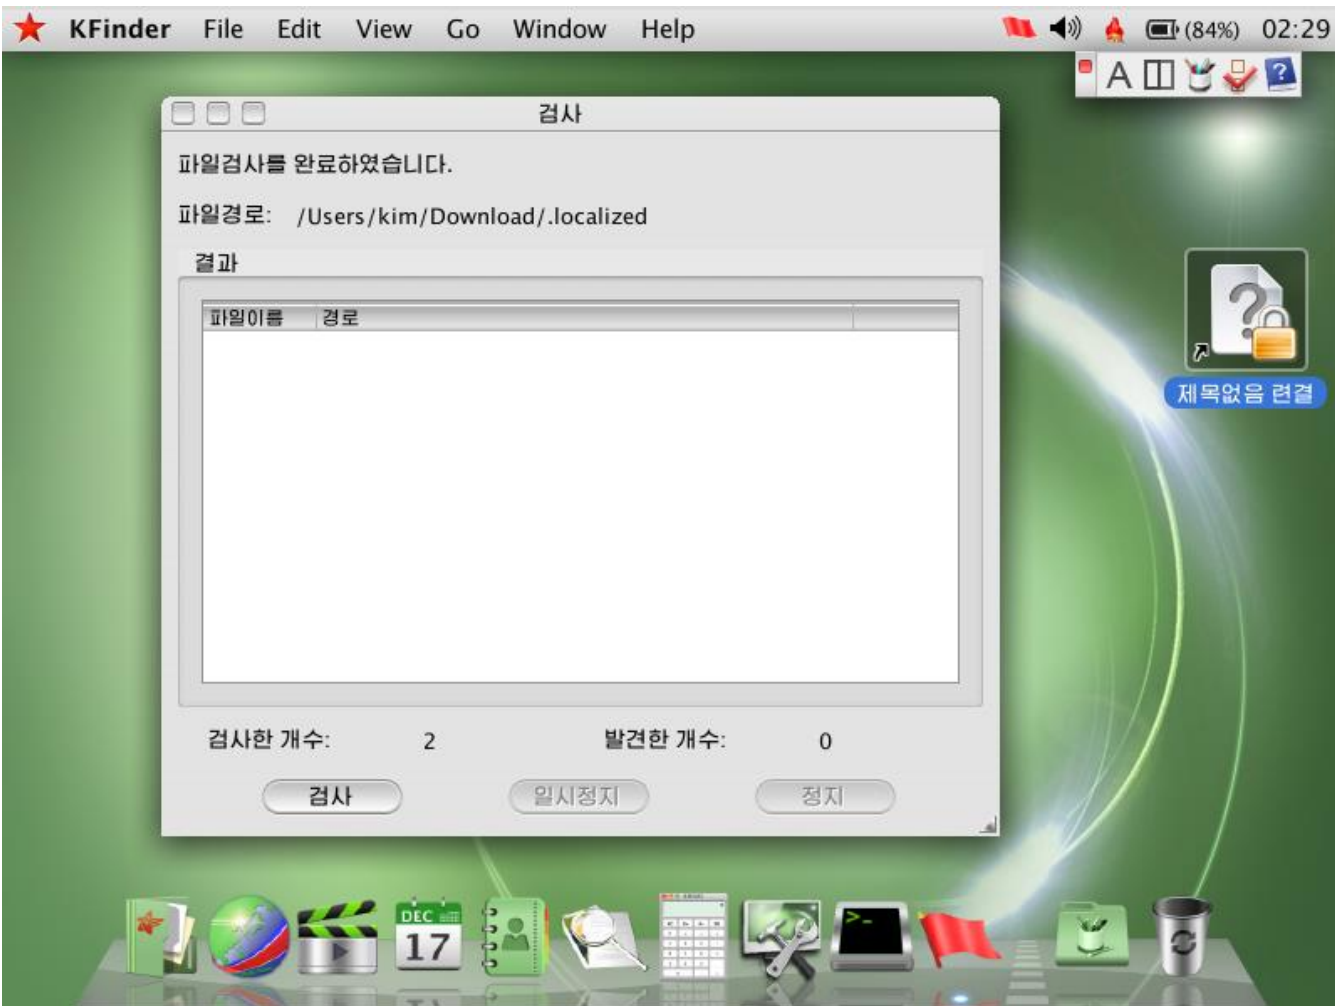 KFinder File Edit View Go Window Help (84%) 02:29
A
검사
파일검사를 완료하였습니다.
파일경로: /Users/kim/Download/.localized
결과
파일이름 경로
제목없음 련결
검사한 개수: 2 발견한 개수: 0
검사 일시정지 정지
DEC
17